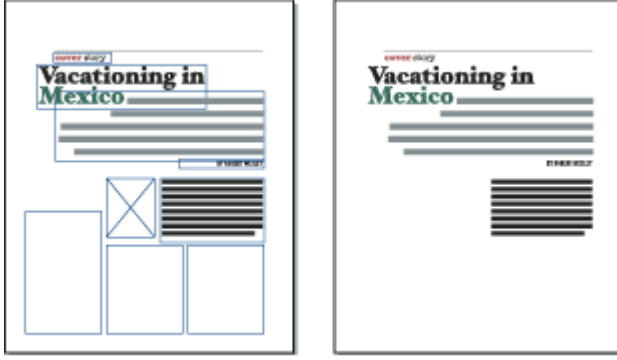 cover story
Vacationing in
Mexico
cover story
Vacationing in
Mexico